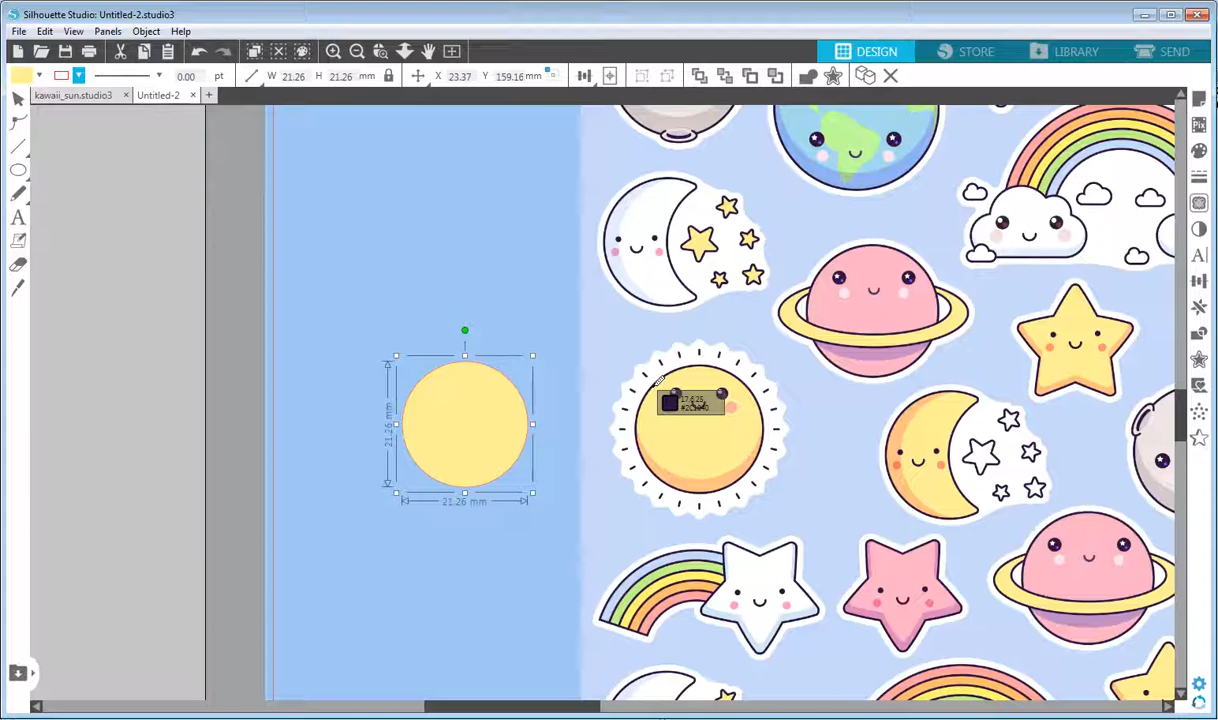 Silhouette Studio: Untitled-2.studio3
File Edit View Panels Object Help
DESIGN STORE LIBRARY SEND
0.00 pt W 21.26 H 21.26 mm X 23.37 Y 159.16 mm
kawaii_sun.studio3 × Untitled-2 × +
21.26 mm
21.26 mm